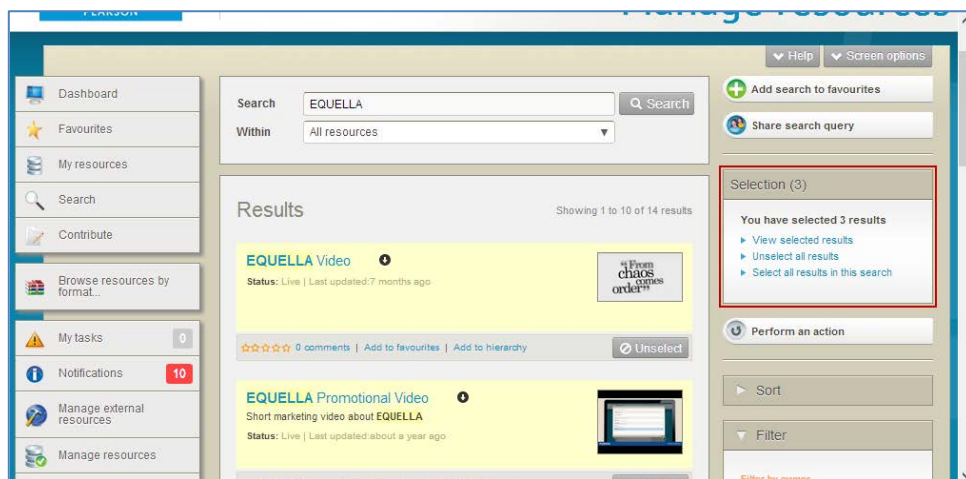 PEARSON
Manage resources
Help
Screen options
Dashboard
Favourites
My resources
Search
Contribute
Browse resources by
format...
My tasks 0
Notifications 10
Manage external
resources
Manage resources
Search EQUELLA Search
Within All resources
Results
Showing 1 to 10 of 14 results
EQUELLA Video
Status: Live | Last updated:7 months ago
"From
chaos
comes
order"
0 comments | Add to favourites | Add to hierarchy
Unselect
EQUELLA Promotional Video
Short marketing video about EQUELLA
Status: Live | Last updated:about a year ago
Add search to favourites
Share search query
Selection (3)
You have selected 3 results
View selected results
Unselect all results
Select all results in this search
Perform an action
Sort
Filter
Filter by owner